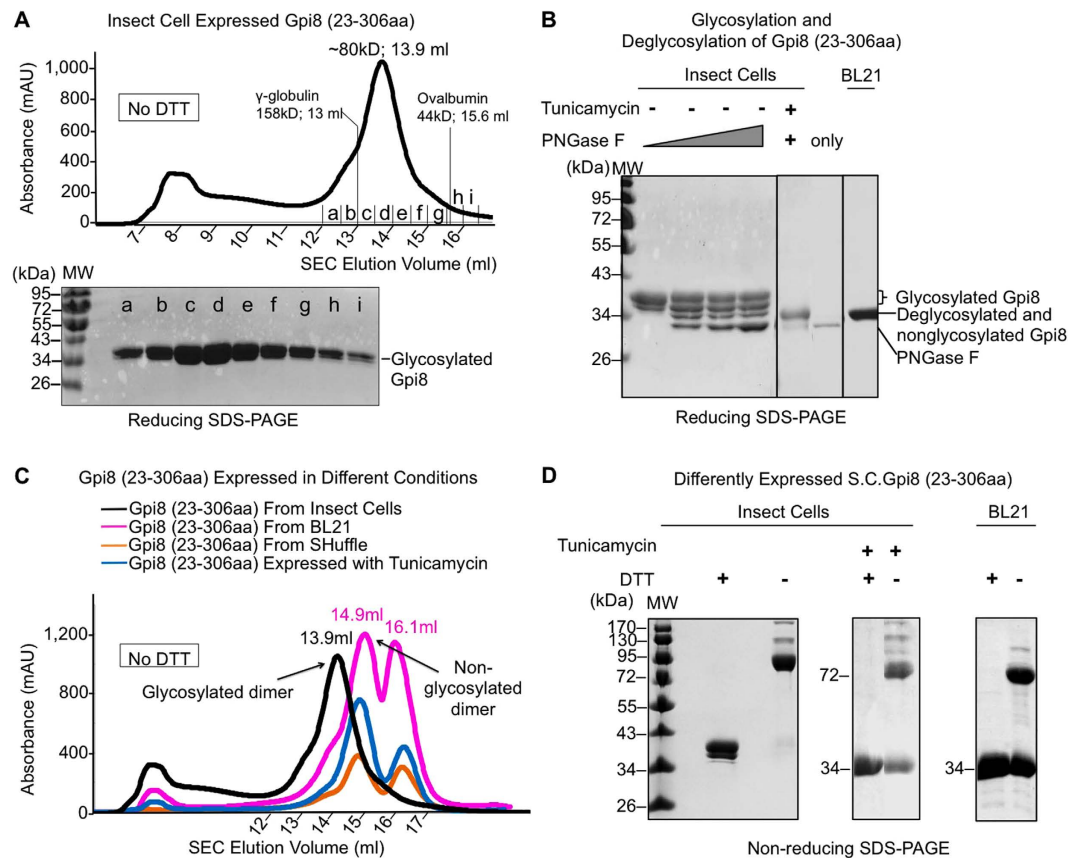 A
Insect Cell Expressed Gpi8 (23-306aa)
~80kD; 13.9 ml
Absorbance (mAU)
1,000
800
600
400
200
0
No DTT
γ-globulin
158kD; 13 ml
Ovalbumin
44kD; 15.6 ml
a b c d e f g h i
7 8 9 10 11 12 13 14 15 16
SEC Elution Volume (ml)
(kDa) MW
95
72
55
43
34
26
a b c d e f g h i
Glycosylated
Gpi8
Reducing SDS-PAGE
B
Glycosylation and
Deglycosylation of Gpi8 (23-306aa)
Insect Cells BL21
Tunicamycin - - - - +
PNGase F + only
(kDa) MW
95
72
55
43
34
26
Glycosylated Gpi8
Deglycosylated and
nonglycosylated Gpi8
PNGase F
Reducing SDS-PAGE
C
Gpi8 (23-306aa) Expressed in Different Conditions
Gpi8 (23-306aa) From Insect Cells
Gpi8 (23-306aa) From BL21
Gpi8 (23-306aa) From SHuffle
Gpi8 (23-306aa) Expressed with Tunicamycin
Absorbance (mAU)
1,200
800
400
0
No DTT
14.9ml
13.9ml
16.1ml
Glycosylated dimer
Non-
glycosylated
dimer
12 13 14 15 16 17
SEC Elution Volume (ml)
D
Differently Expressed S.C.Gpi8 (23-306aa)
Insect Cells BL21
Tunicamycin + +
DTT + - + - + -
(kDa) MW
170
130
95
72
55
43
34
26
72
34
34
Non-reducing SDS-PAGE